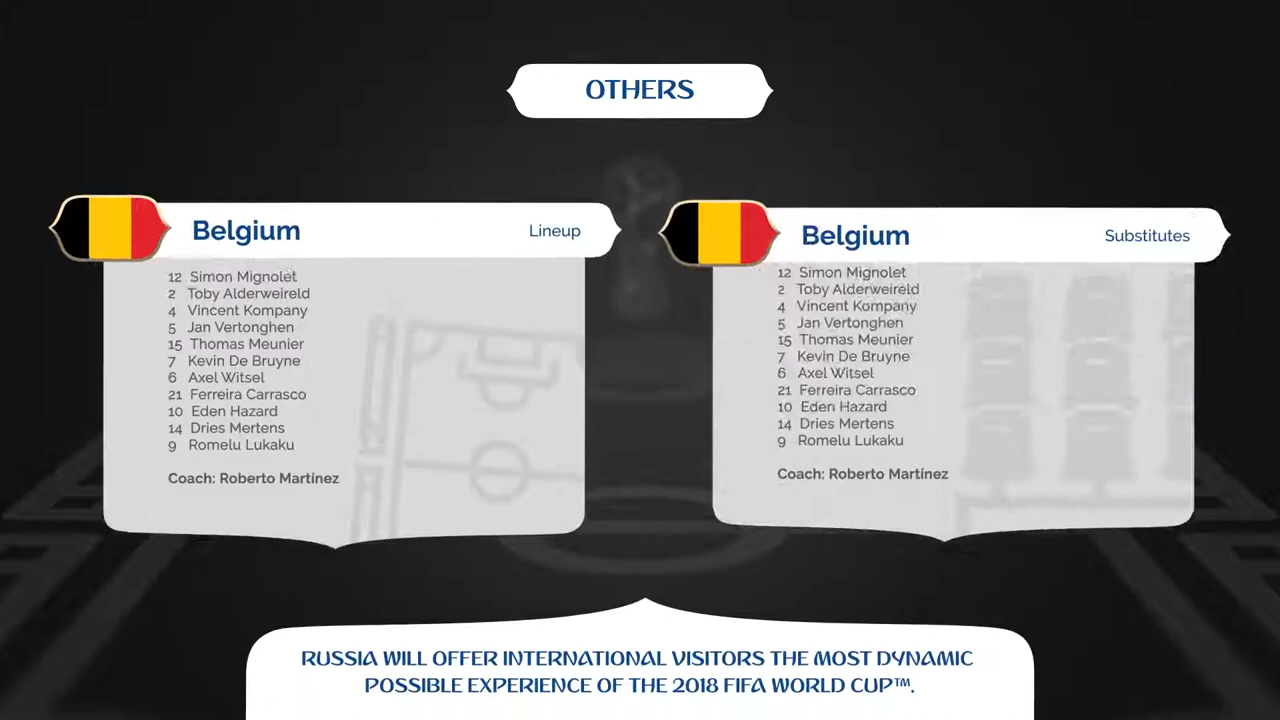 OTHERS
Belgium
Lineup
12 Simon Mignolet
2 Toby Alderweireld
4 Vincent Kompany
5 Jan Vertonghen
15 Thomas Meunier
7 Kevin De Bruyne
6 Axel Witsel
21 Ferreira Carrasco
10 Eden Hazard
14 Dries Mertens
9 Romelu Lukaku
Coach: Roberto Martínez
Belgium
Substitutes
12 Simon Mignolet
2 Toby Alderweireld
4 Vincent Kompany
5 Jan Vertonghen
15 Thomas Meunier
7 Kevin De Bruyne
6 Axel Witsel
21 Ferreira Carrasco
10 Eden Hazard
14 Dries Mertens
9 Romelu Lukaku
Coach: Roberto Martínez
RUSSIA WILL OFFER INTERNATIONAL VISITORS THE MOST DYNAMIC
POSSIBLE EXPERIENCE OF THE 2018 FIFA WORLD CUP™.